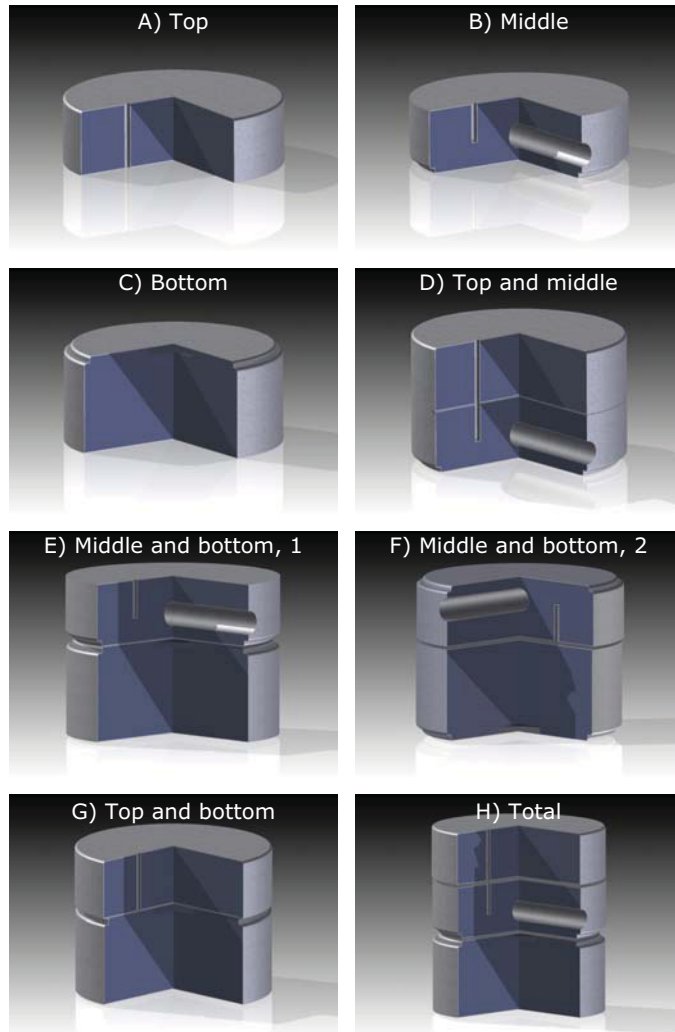 A) Top
B) Middle
C) Bottom
D) Top and middle
E) Middle and bottom, 1
F) Middle and bottom, 2
G) Top and bottom
H) Total